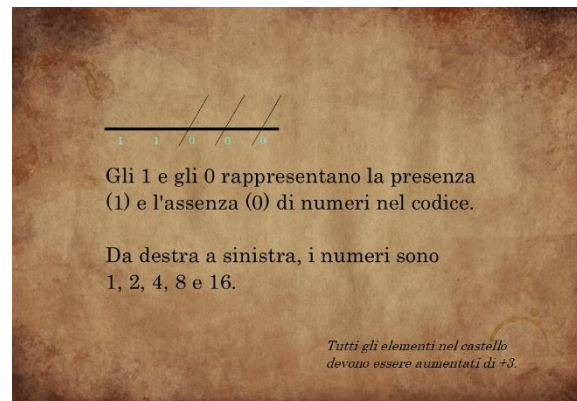 1 1 0 0 0
Gli 1 e gli 0 rappresentano la presenza
(1) e l'assenza (0) di numeri nel codice.
Da destra a sinistra, i numeri sono
1, 2, 4, 8 e 16.
Tutti gli elementi nel castello
devono essere aumentati di +3.